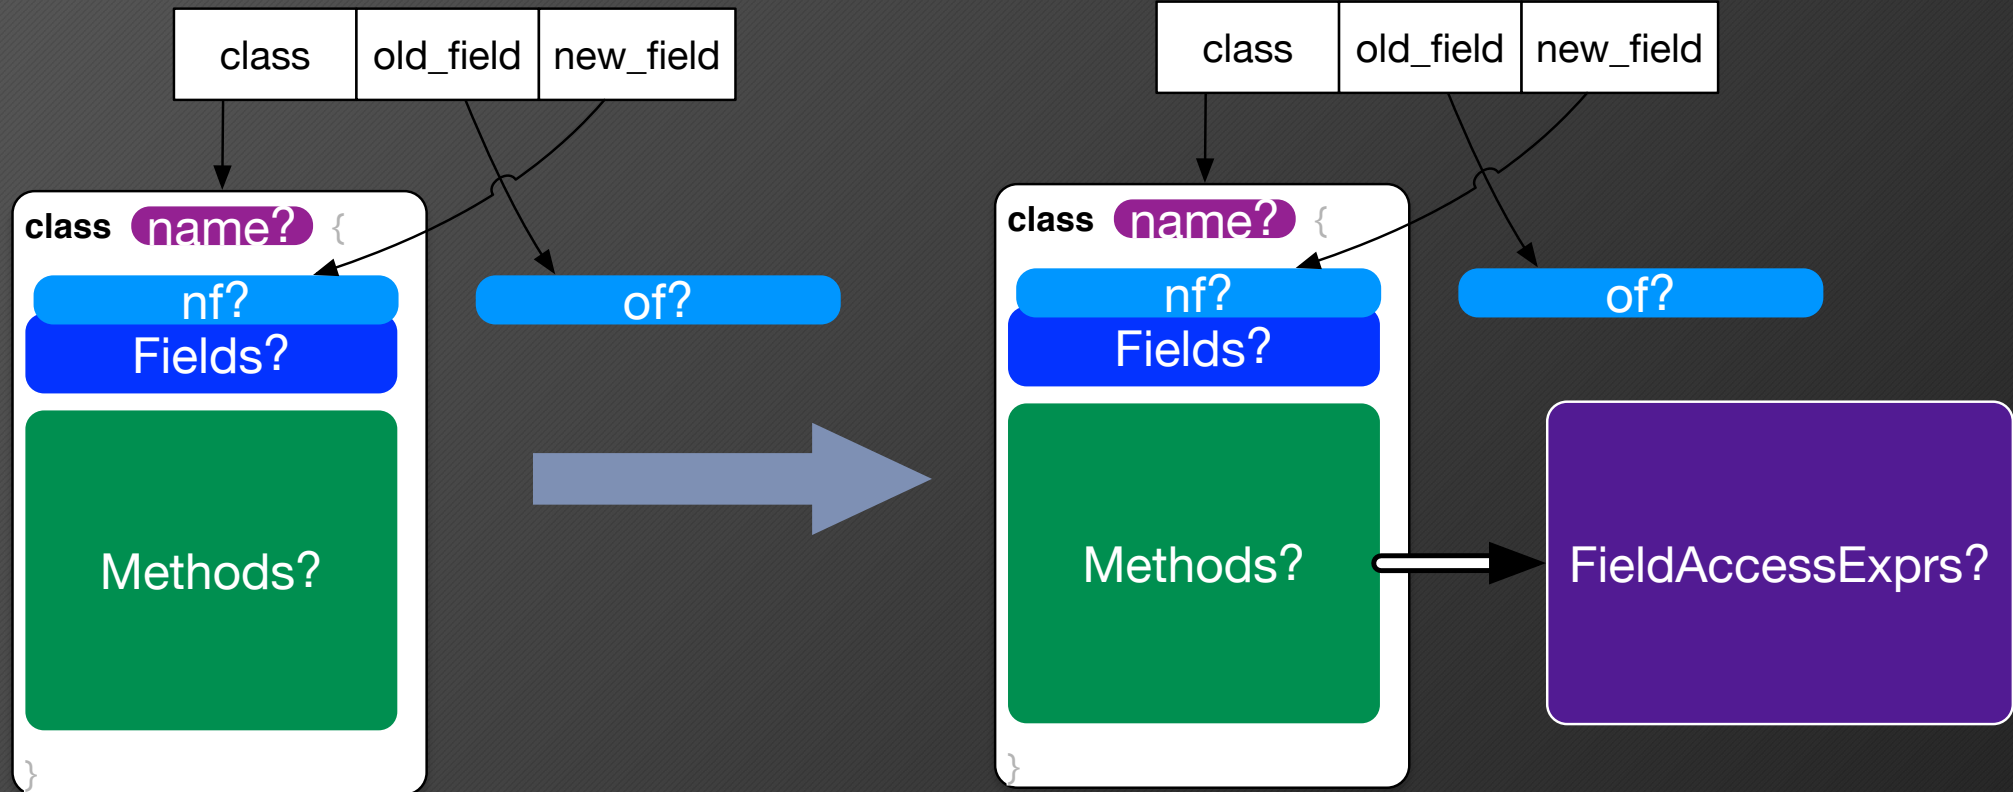 class old_field new_field
class name? {
nf?
of?
Fields?
Methods?
}
class old_field new_field
class name? {
nf?
of?
Fields?
Methods?
FieldAccessExprs?
}